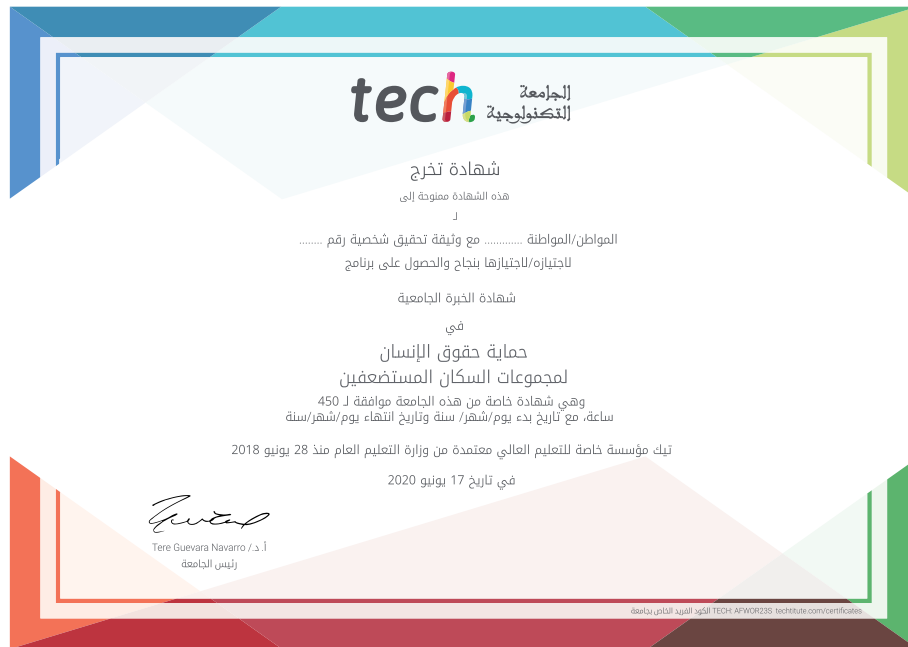 tech الجامعة
التكنولوجية
شهادة تخرج
هذه الشهادة ممنوحة إلى
لـ
المواطن/المواطنة ............ مع وثيقة تحقيق شخصية رقم ........
لاجتيازه/لاجتيازها بنجاح والحصول على برنامج
شهادة الخبرة الجامعية
في
حماية حقوق الإنسان
لمجموعات السكان المستضعفين
وهي شهادة خاصة من هذه الجامعة موافقة لـ 450
ساعة، مع تاريخ بدء يوم/شهر/ سنة وتاريخ انتهاء يوم/شهر/سنة
تيك مؤسسة خاصة للتعليم العالي معتمدة من وزارة التعليم العام منذ 28 يونيو 2018
في تاريخ 17 يونيو 2020
أ.د./ Tere Guevara Navarro
رئيس الجامعة
الكود الفريد الخاص بجامعة TECH: AFWOR23S techtitute.com/certificates